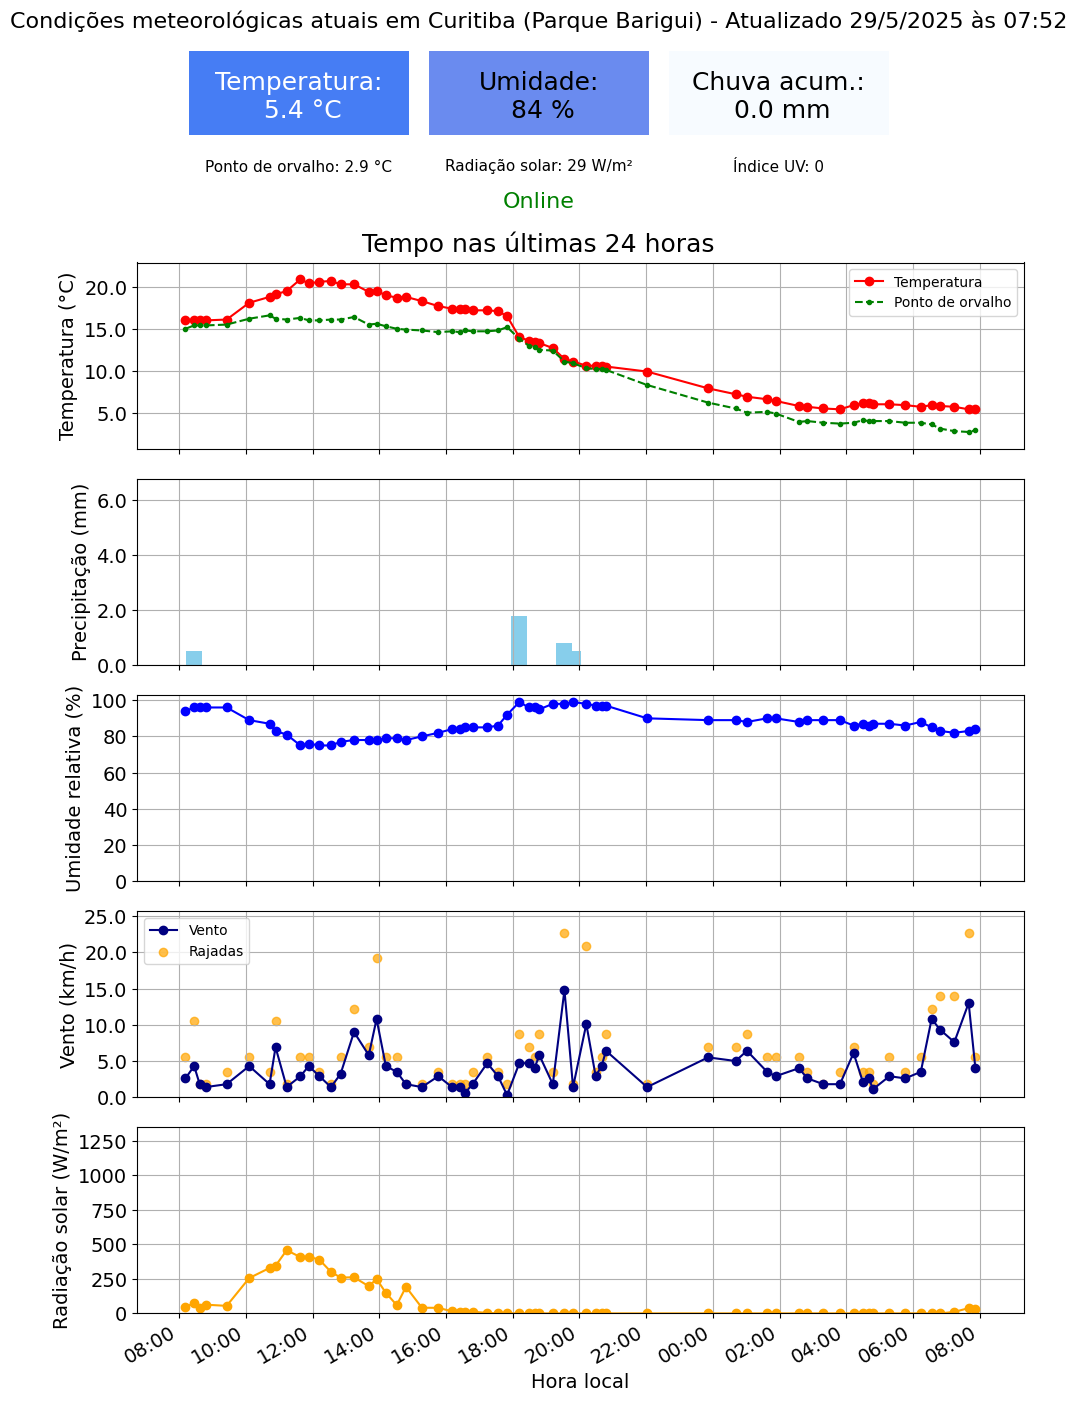 Condições meteorológicas atuais em Curitiba (Parque Barigui) - Atualizado 29/5/2025 às 07:52
Temperatura:
5.4 °C
Umidade:
84 %
Chuva acum.:
0.0 mm
Ponto de orvalho: 2.9 °C
Radiação solar: 29 W/m²
Índice UV: 0
Online
Tempo nas últimas 24 horas
Temperatura (°C)
20.0
15.0
10.0
5.0
Temperatura
Ponto de orvalho
Precipitação (mm)
6.0
4.0
2.0
0.0
Umidade relativa (%)
100
80
60
40
20
0
Vento (km/h)
25.0
20.0
15.0
10.0
5.0
0.0
Vento
Rajadas
Radiação solar (W/m²)
1250
1000
750
500
250
0
08:00
10:00
12:00
14:00
16:00
18:00
20:00
22:00
00:00
02:00
04:00
06:00
08:00
Hora local